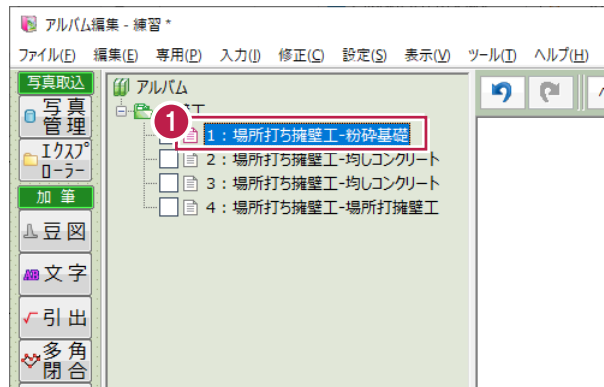 アルバム編集 - 練習 *
ファイル(F) 編集(E) 専用(P) 入力(I) 修正(C) 設定(S) 表示(V) ツール(T) ヘルプ(H)
写真取込
写真管理
エクスプローラー
加筆
豆図
文字
引出
多角閉合
アルバム
工
1
1：場所打ち擁壁工-粉砕基礎
2：場所打ち擁壁工-均しコンクリート
3：場所打ち擁壁工-均しコンクリート
4：場所打ち擁壁工-場所打擁壁工